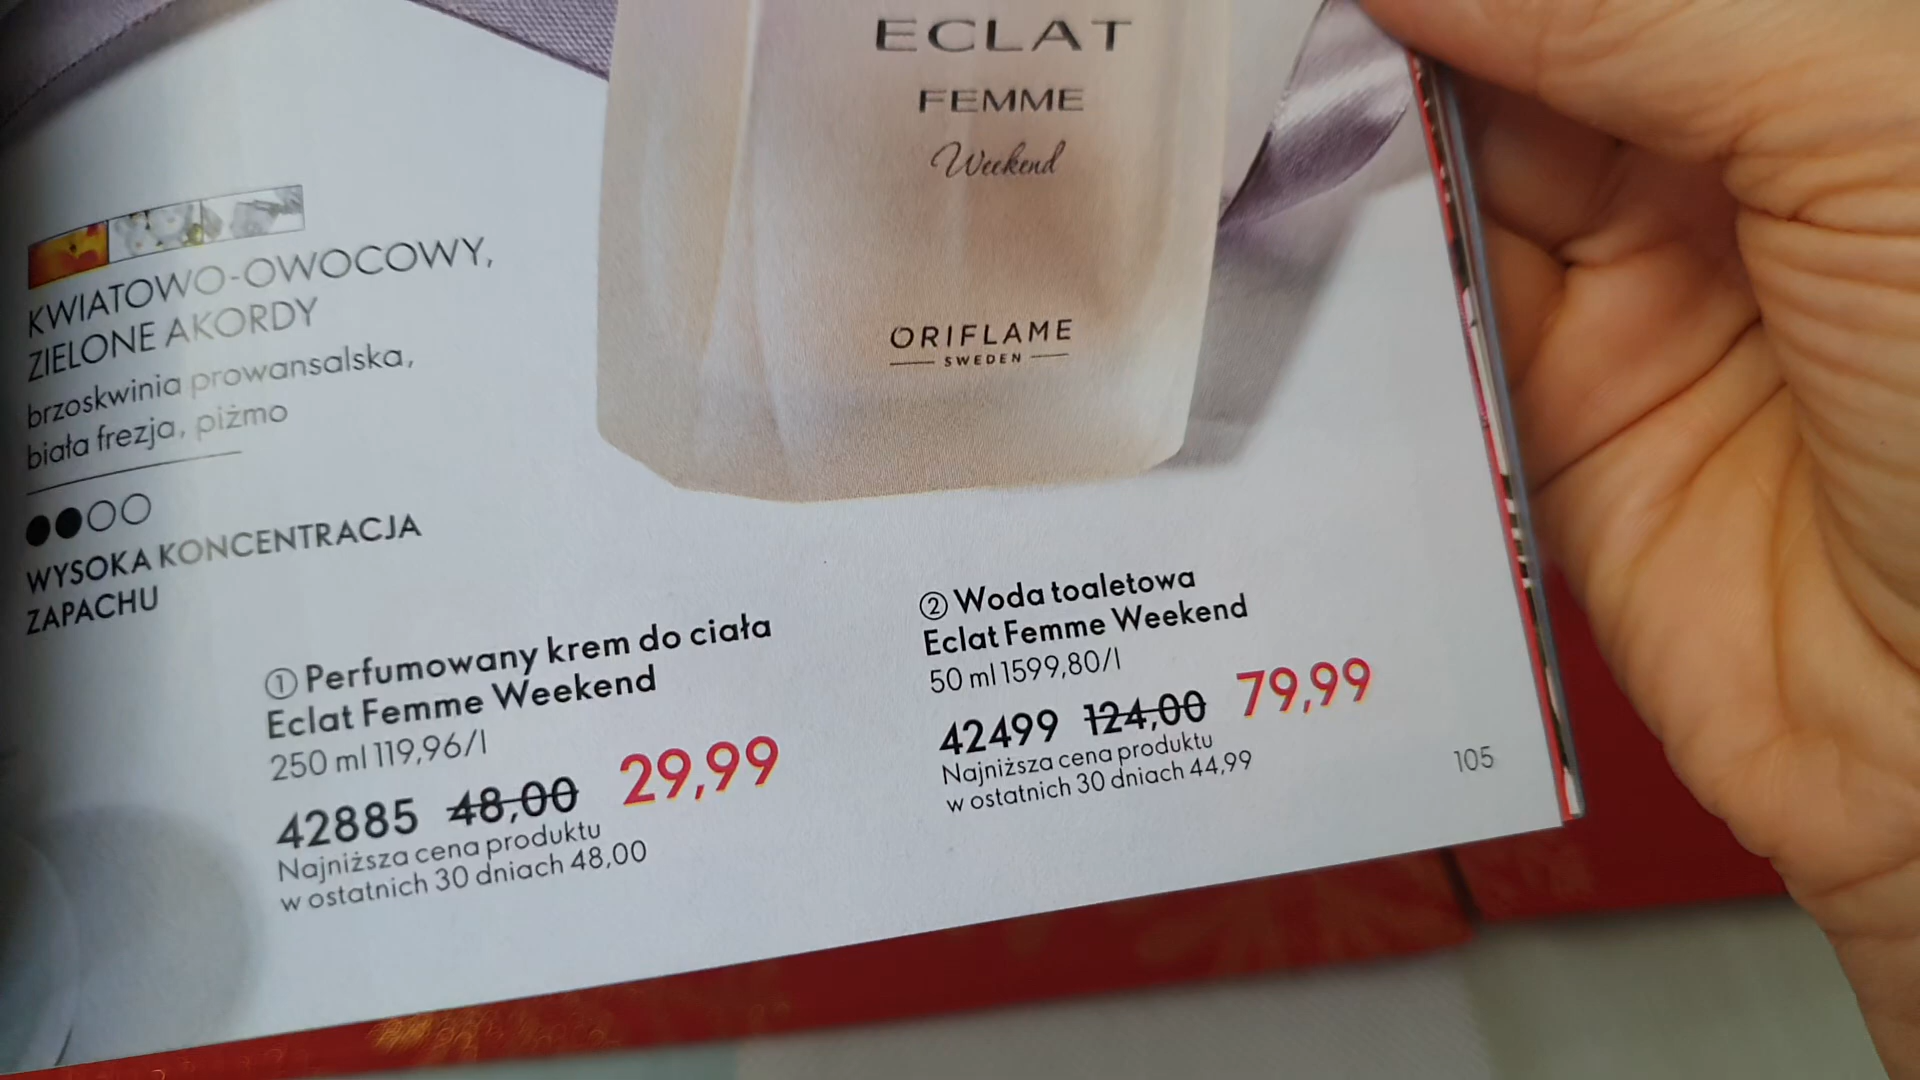 ECLAT
FEMME
Weekend
ORIFLAME
SWEDEN
KWIATOWO-OWOCOWY,
ZIELONE AKORDY
brzoskwinia prowansalska,
biała frezja, piżmo
WYSOKA KONCENTRACJA
ZAPACHU
① Perfumowany krem do ciała
Eclat Femme Weekend
250 ml 119,96/l
42885 48,00 29,99
Najniższa cena produktu
w ostatnich 30 dniach 48,00
② Woda toaletowa
Eclat Femme Weekend
50 ml 1599,80/l
42499 124,00 79,99
Najniższa cena produktu
w ostatnich 30 dniach 44,99
105